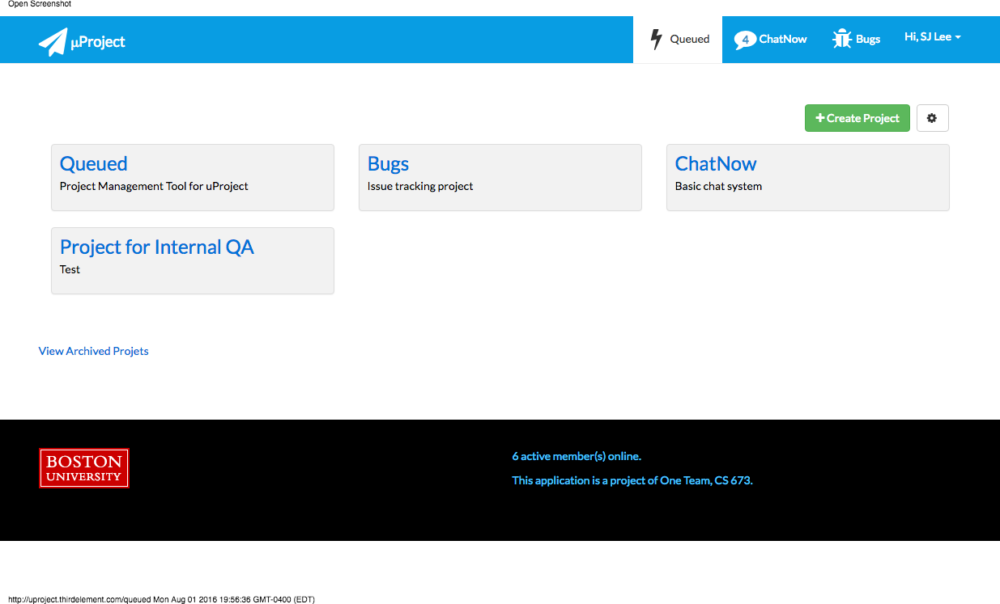 Open Screenshot
µProject
Queued
4 ChatNow
Bugs
Hi, SJ Lee
Create Project
Queued
Project Management Tool for uProject
Bugs
Issue tracking project
ChatNow
Basic chat system
Project for Internal QA
Test
View Archived Projets
BOSTON
UNIVERSITY
6 active member(s) online.
This application is a project of One Team, CS 673.
http://uproject.thirdelement.com/queued Mon Aug 01 2016 19:56:36 GMT-0400 (EDT)